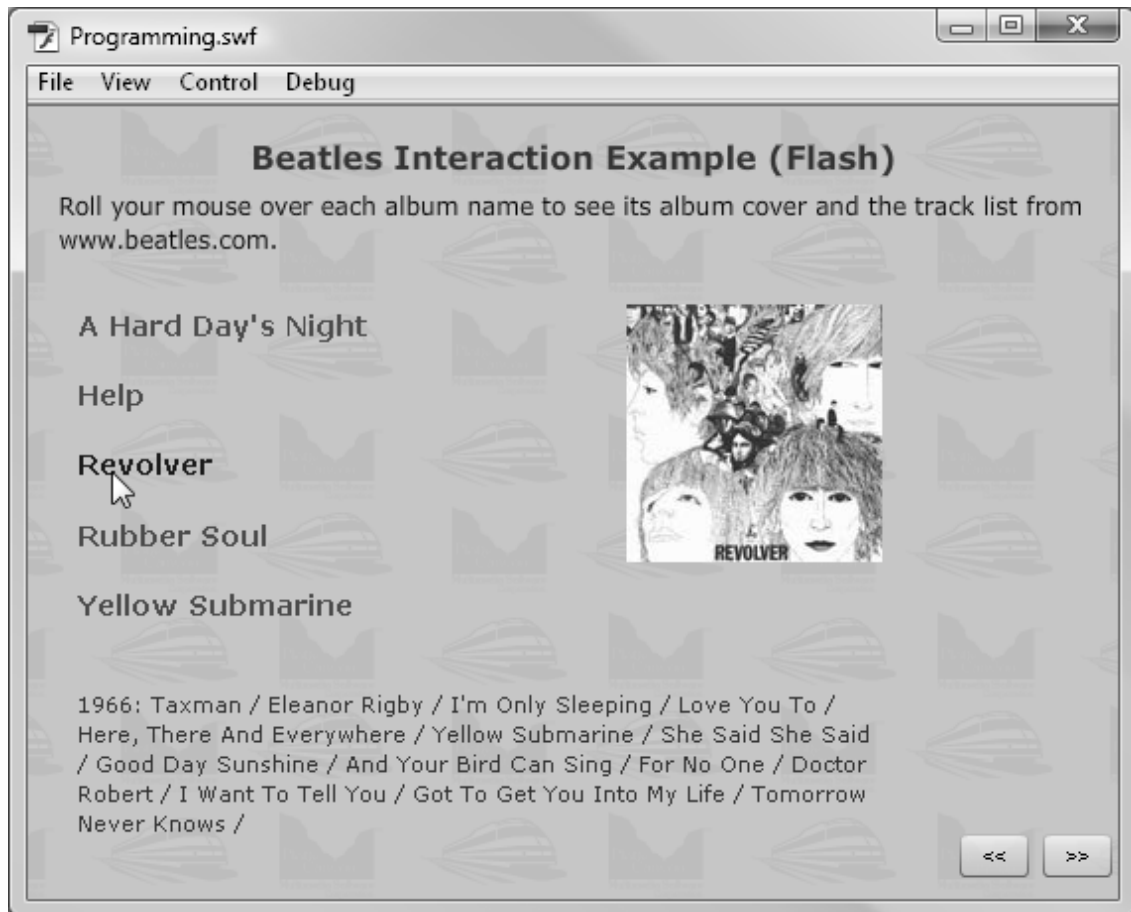 Programming.swf
File View Control Debug
Beatles Interaction Example (Flash)
Roll your mouse over each album name to see its album cover and the track list from
www.beatles.com.
A Hard Day's Night
Help
Revolver
Rubber Soul
Yellow Submarine
REVOLVER
1966: Taxman / Eleanor Rigby / I'm Only Sleeping / Love You To /
Here, There And Everywhere / Yellow Submarine / She Said She Said
/ Good Day Sunshine / And Your Bird Can Sing / For No One / Doctor
Robert / I Want To Tell You / Got To Get You Into My Life / Tomorrow
Never Knows /
<< >>